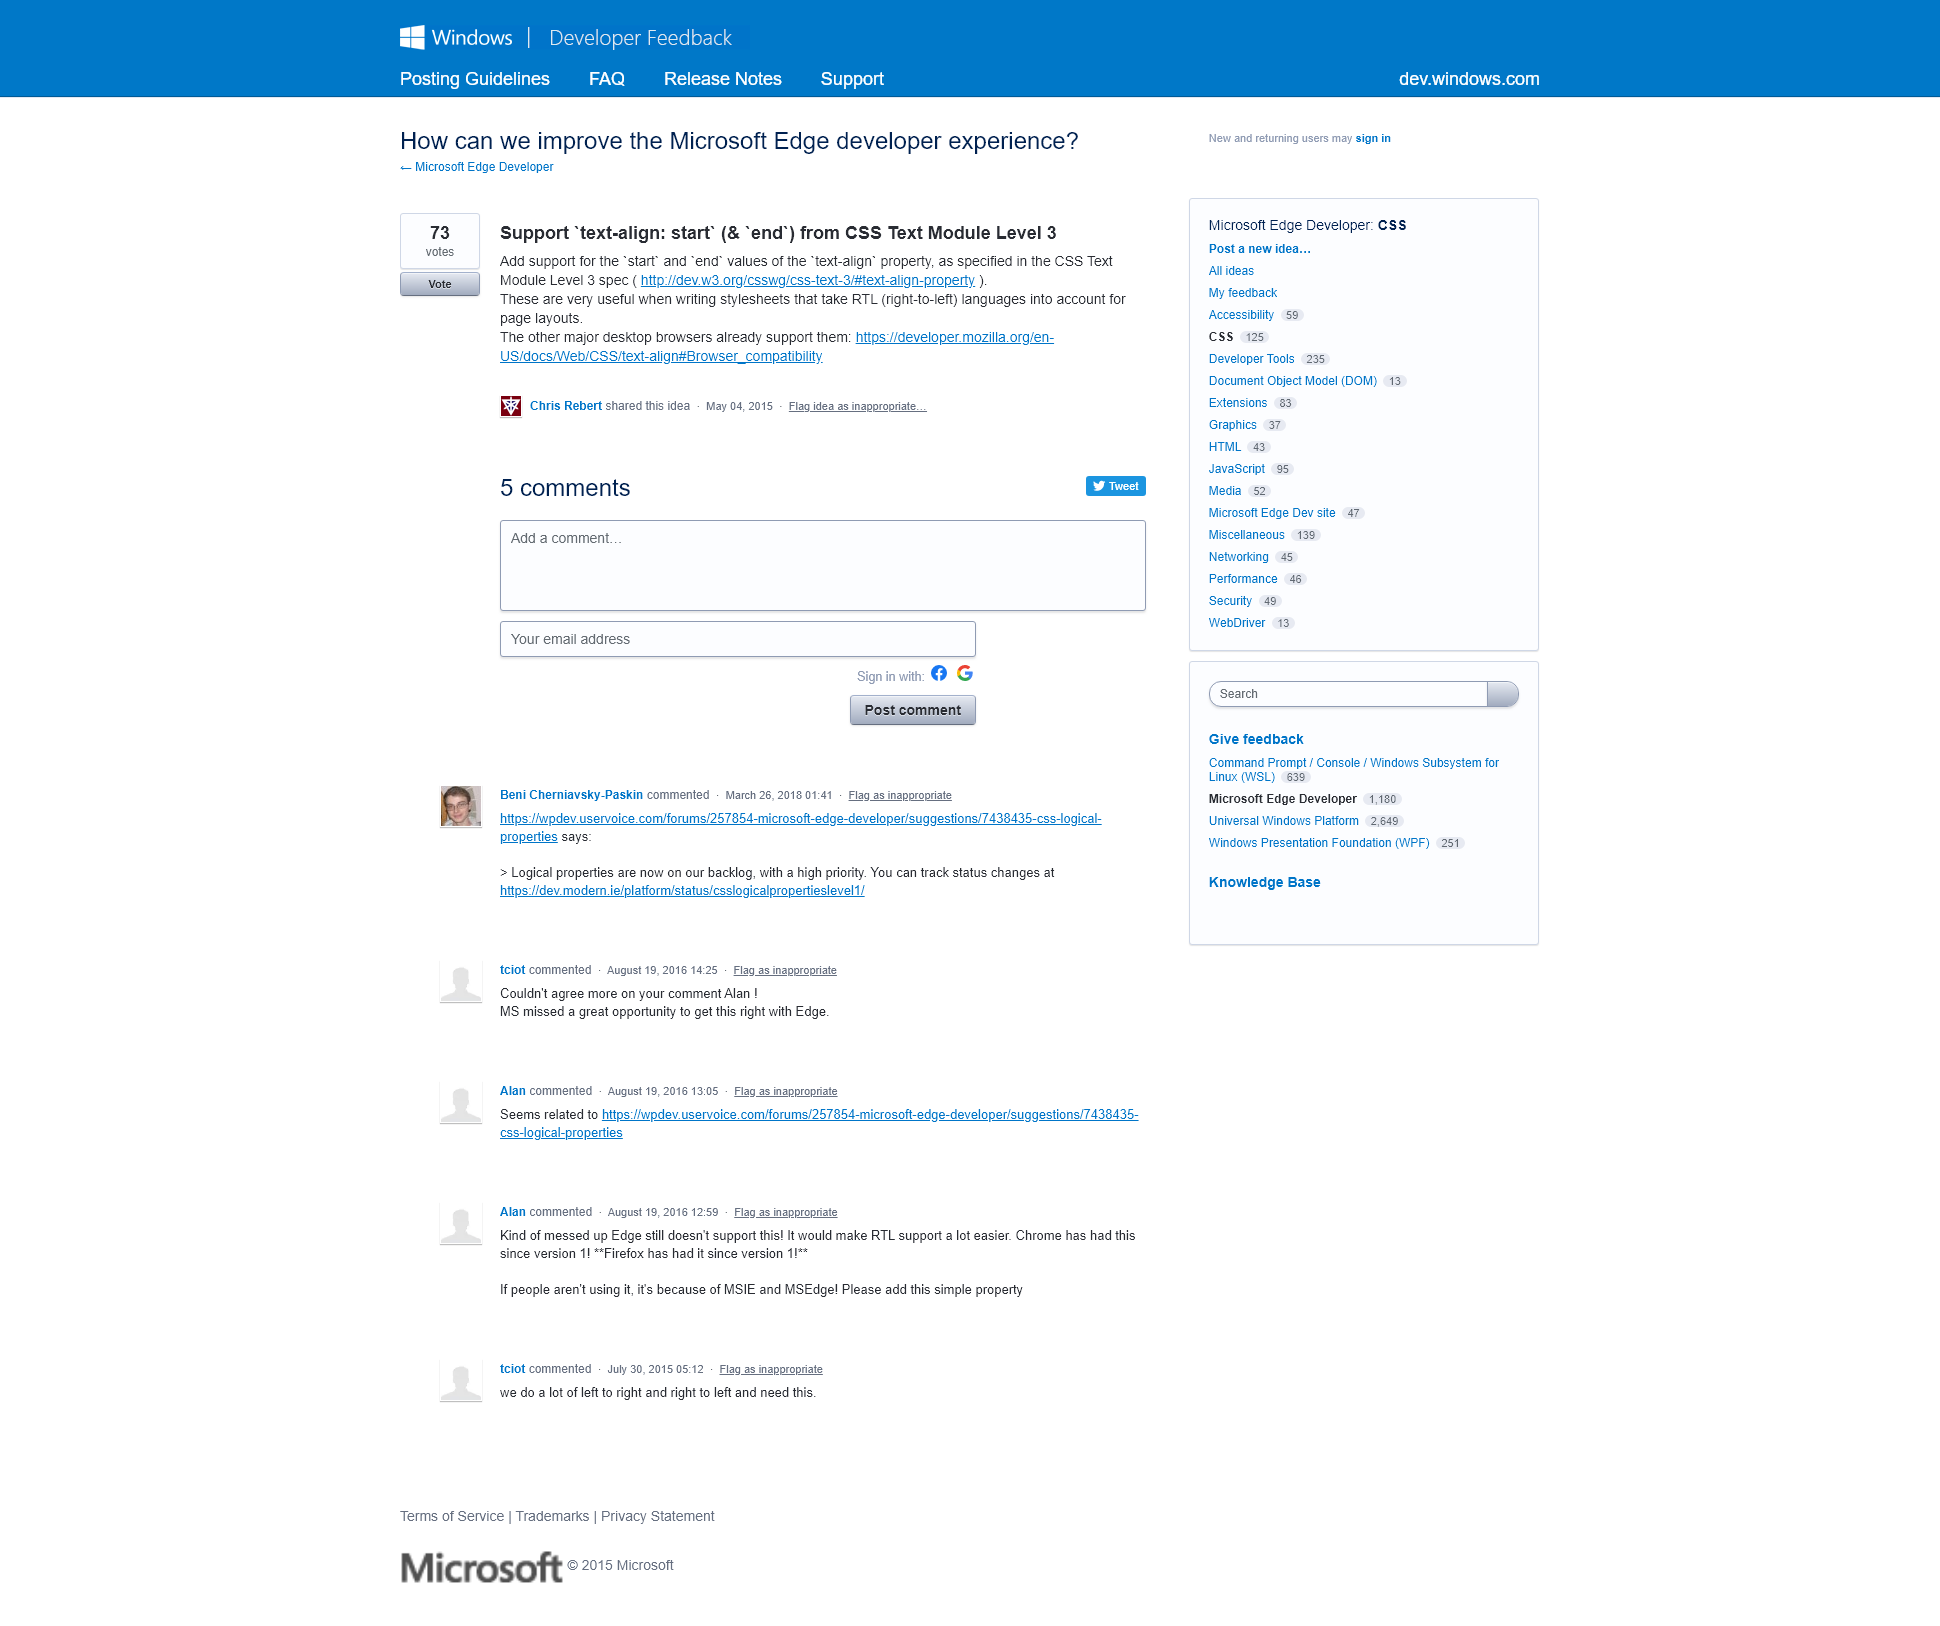 Windows | Developer Feedback
Posting Guidelines FAQ Release Notes Support dev.windows.com
How can we improve the Microsoft Edge developer experience?
← Microsoft Edge Developer
New and returning users may sign in
73
votes
Vote
Support `text-align: start` (& `end`) from CSS Text Module Level 3
Add support for the `start` and `end` values of the `text-align` property, as specified in the CSS Text
Module Level 3 spec ( http://dev.w3.org/csswg/css-text-3/#text-align-property ).
These are very useful when writing stylesheets that take RTL (right-to-left) languages into account for
page layouts.
The other major desktop browsers already support them: https://developer.mozilla.org/en-
US/docs/Web/CSS/text-align#Browser_compatibility
Chris Rebert shared this idea · May 04, 2015 · Flag idea as inappropriate…
5 comments
Tweet
Add a comment…
Your email address
Sign in with:
Post comment
Beni Cherniavsky-Paskin commented · March 26, 2018 01:41 · Flag as inappropriate
https://wpdev.uservoice.com/forums/257854-microsoft-edge-developer/suggestions/7438435-css-logical-
properties says:
> Logical properties are now on our backlog, with a high priority. You can track status changes at
https://dev.modern.ie/platform/status/csslogicalpropertieslevel1/
tciot commented · August 19, 2016 14:25 · Flag as inappropriate
Couldn't agree more on your comment Alan !
MS missed a great opportunity to get this right with Edge.
Alan commented · August 19, 2016 13:05 · Flag as inappropriate
Seems related to https://wpdev.uservoice.com/forums/257854-microsoft-edge-developer/suggestions/7438435-
css-logical-properties
Alan commented · August 19, 2016 12:59 · Flag as inappropriate
Kind of messed up Edge still doesn't support this! It would make RTL support a lot easier. Chrome has had this
since version 1! **Firefox has had it since version 1!**
If people aren't using it, it's because of MSIE and MSEdge! Please add this simple property
tciot commented · July 30, 2015 05:12 · Flag as inappropriate
we do a lot of left to right and right to left and need this.
Microsoft Edge Developer: CSS
Post a new idea…
All ideas
My feedback
Accessibility 59
CSS 125
Developer Tools 235
Document Object Model (DOM) 13
Extensions 83
Graphics 37
HTML 43
JavaScript 95
Media 52
Microsoft Edge Dev site 47
Miscellaneous 139
Networking 45
Performance 46
Security 49
WebDriver 13
Search
Give feedback
Command Prompt / Console / Windows Subsystem for
Linux (WSL) 639
Microsoft Edge Developer 1,180
Universal Windows Platform 2,649
Windows Presentation Foundation (WPF) 251
Knowledge Base
Terms of Service | Trademarks | Privacy Statement
Microsoft © 2015 Microsoft